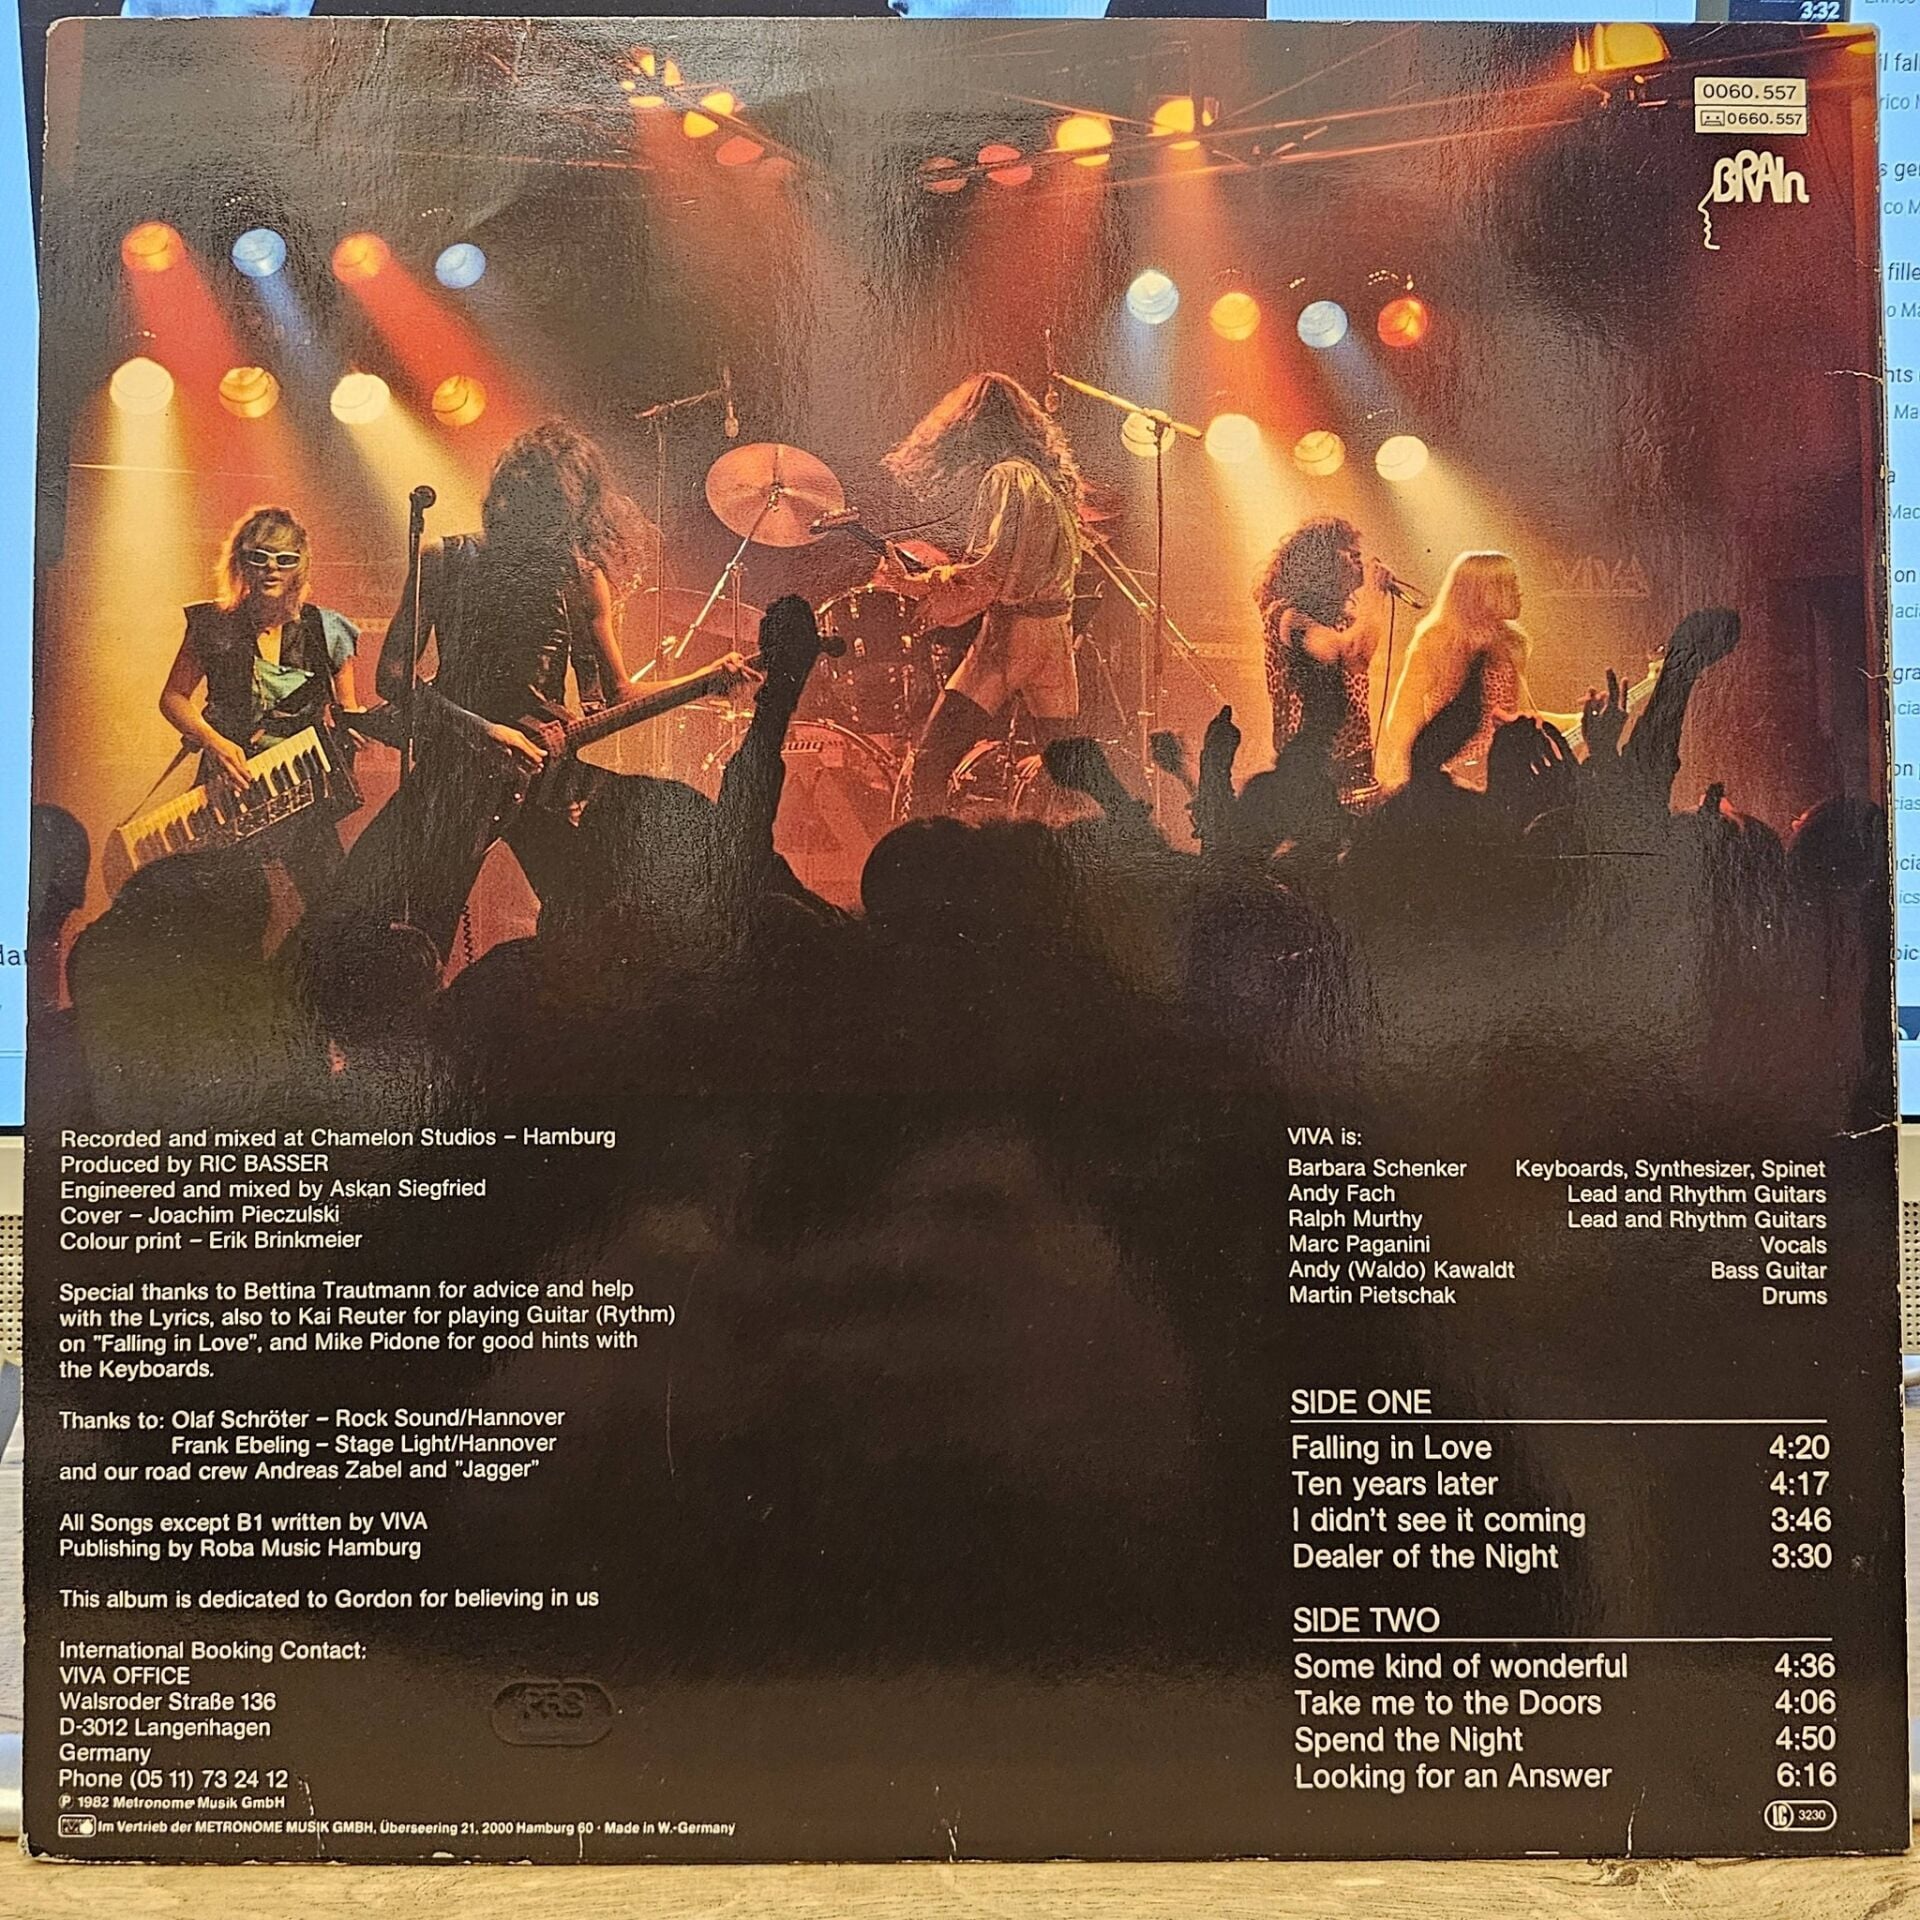 3:32
0060.557
0660.557
BRAIn
VIVA
Recorded and mixed at Chamelon Studios – Hamburg
Produced by RIC BASSER
Engineered and mixed by Askan Siegfried
Cover – Joachim Pieczulski
Colour print – Erik Brinkmeier
Special thanks to Bettina Trautmann for advice and help
with the Lyrics, also to Kai Reuter for playing Guitar (Rythm)
on "Falling in Love", and Mike Pidone for good hints with
the Keyboards.
Thanks to: Olaf Schröter – Rock Sound/Hannover
Frank Ebeling – Stage Light/Hannover
and our road crew Andreas Zabel and "Jagger"
All Songs except B1 written by VIVA
Publishing by Roba Music Hamburg
This album is dedicated to Gordon for believing in us
International Booking Contact:
VIVA OFFICE
Walsroder Straße 136
D-3012 Langenhagen
Germany
Phone (05 11) 73 24 12
℗ 1982 Metronome Musik GmbH
Im Vertrieb der METRONOME MUSIK GMBH, Überseering 21, 2000 Hamburg 60 · Made in W.-Germany
VIVA is:
Barbara Schenker Keyboards, Synthesizer, Spinet
Andy Fach Lead and Rhythm Guitars
Ralph Murthy Lead and Rhythm Guitars
Marc Paganini Vocals
Andy (Waldo) Kawaldt Bass Guitar
Martin Pietschak Drums
SIDE ONE
Falling in Love 4:20
Ten years later 4:17
I didn't see it coming 3:46
Dealer of the Night 3:30
SIDE TWO
Some kind of wonderful 4:36
Take me to the Doors 4:06
Spend the Night 4:50
Looking for an Answer 6:16
LC 3230